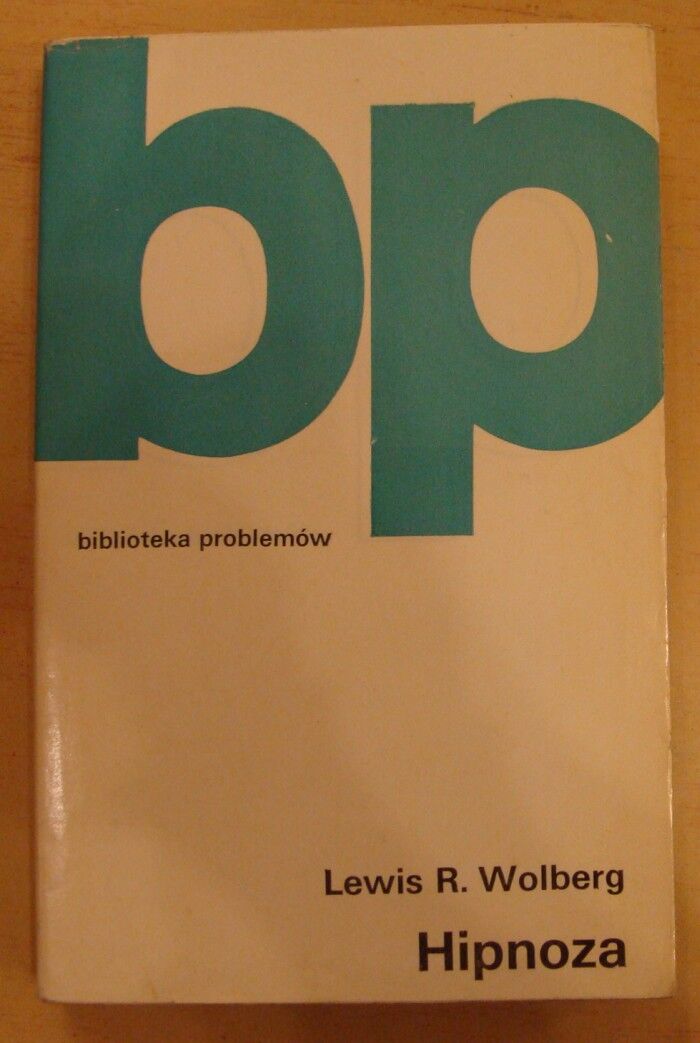 bp
biblioteka problemów
Lewis R. Wolberg
Hipnoza